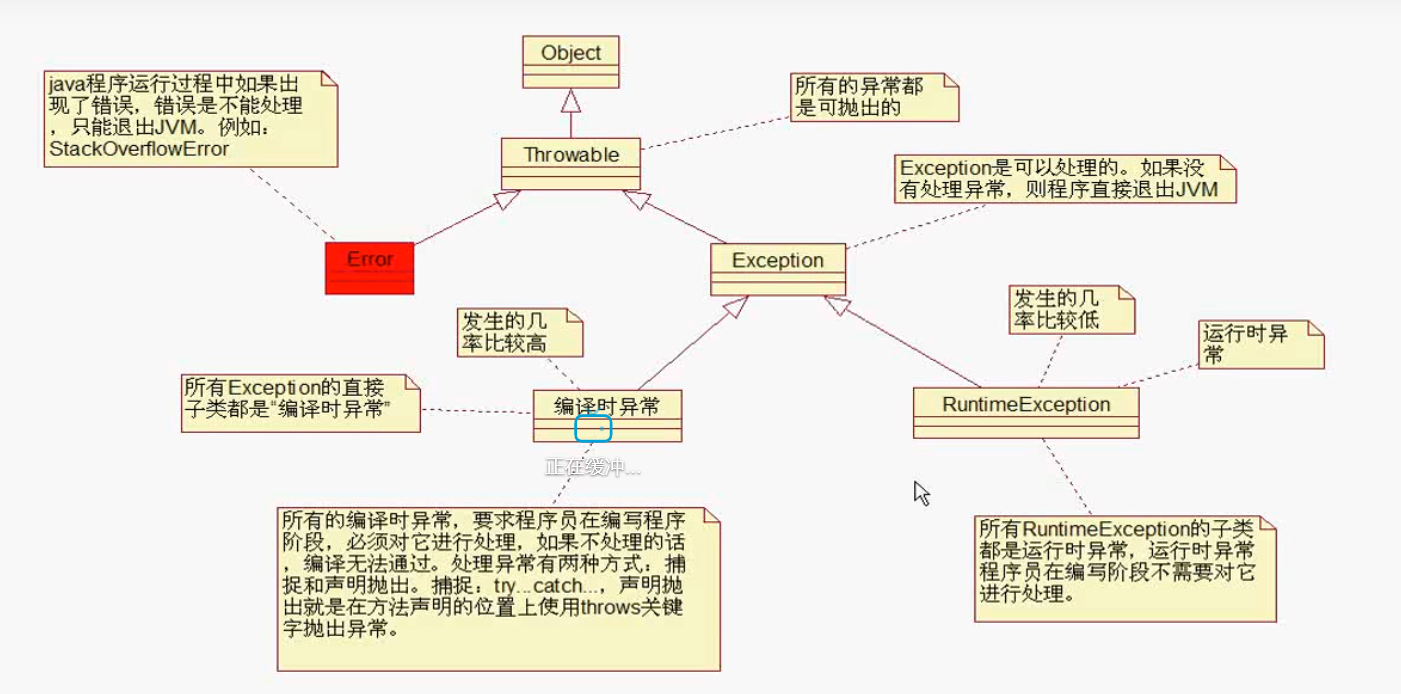 Object
java程序运行过程中如果出
现了错误，错误是不能处理
，只能退出JVM。例如：
StackOverflowError
所有的异常都
是可抛出的
Throwable
Exception是可以处理的。如果没
有处理异常，则程序直接退出JVM
Error
Exception
发生的几
率比较高
发生的几
率比较低
运行时异
常
所有Exception的直接
子类都是“编译时异常”
编译时异常
RuntimeException
正在缓冲...
所有的编译时异常，要求程序员在编写程序
阶段，必须对它进行处理，如果不处理的话
，编译无法通过。处理异常有两种方式：捕
捉和声明抛出。捕捉：try...catch...，声明抛
出就是在方法声明的位置上使用throws关键
字抛出异常。
所有RuntimeException的子类
都是运行时异常，运行时异常
程序员在编写阶段不需要对它
进行处理。